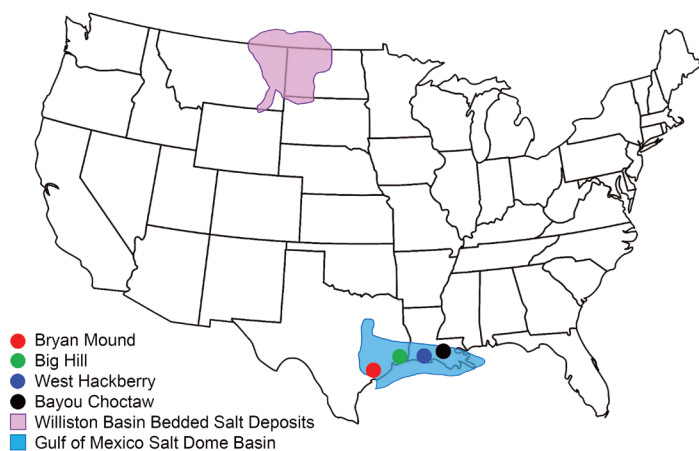 Bryan Mound
Big Hill
West Hackberry
Bayou Choctaw
Williston Basin Bedded Salt Deposits
Gulf of Mexico Salt Dome Basin